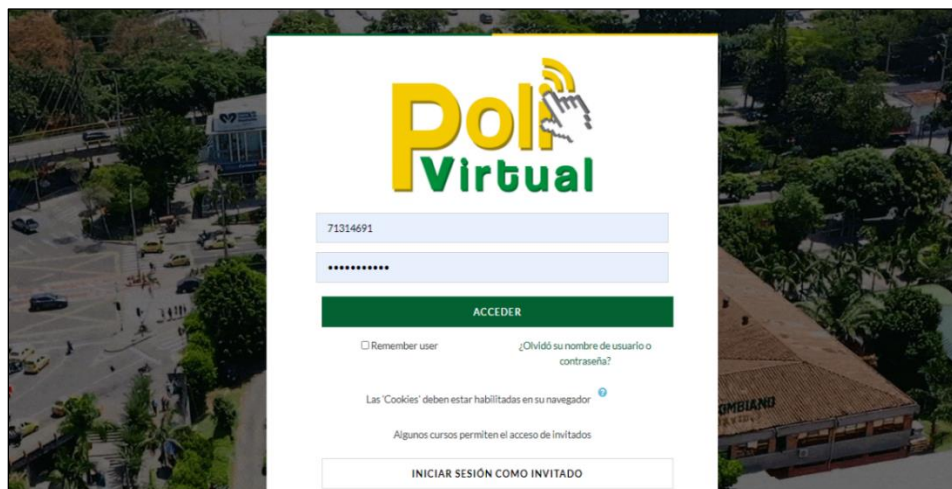 Poli
Virtual
71314691
•••••••••••
ACCEDER
Remember user
¿Olvidó su nombre de usuario o
contraseña?
Las 'Cookies' deben estar habilitadas en su navegador
Algunos cursos permiten el acceso de invitados
INICIAR SESIÓN COMO INVITADO